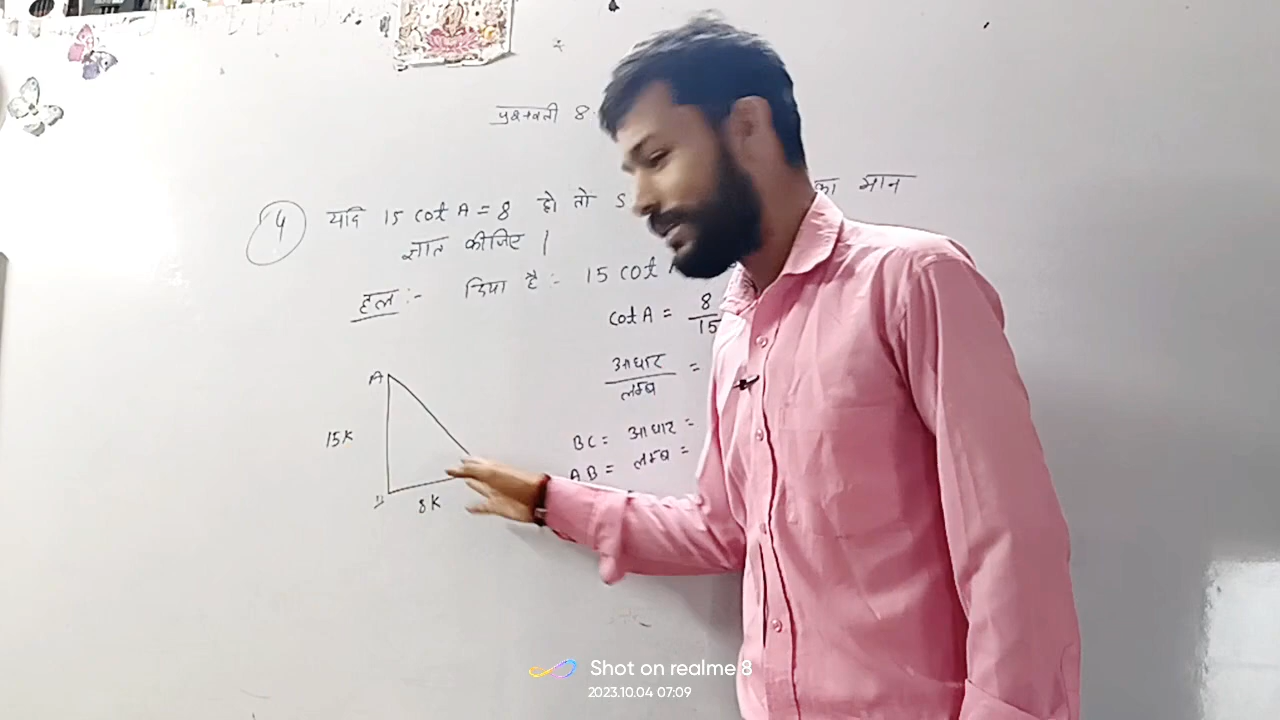 प्रश्नवली 8.
4 यदि 15 cot A = 8 हो तो S का मान
ज्ञात कीजिए |
हल :- दिया है :- 15 cot A
cot A = 8/15
आधार/लम्ब =
A
15K
BC = आधार =
AB = लम्ब =
B
8K
Shot on realme 8
2023.10.04 07:09